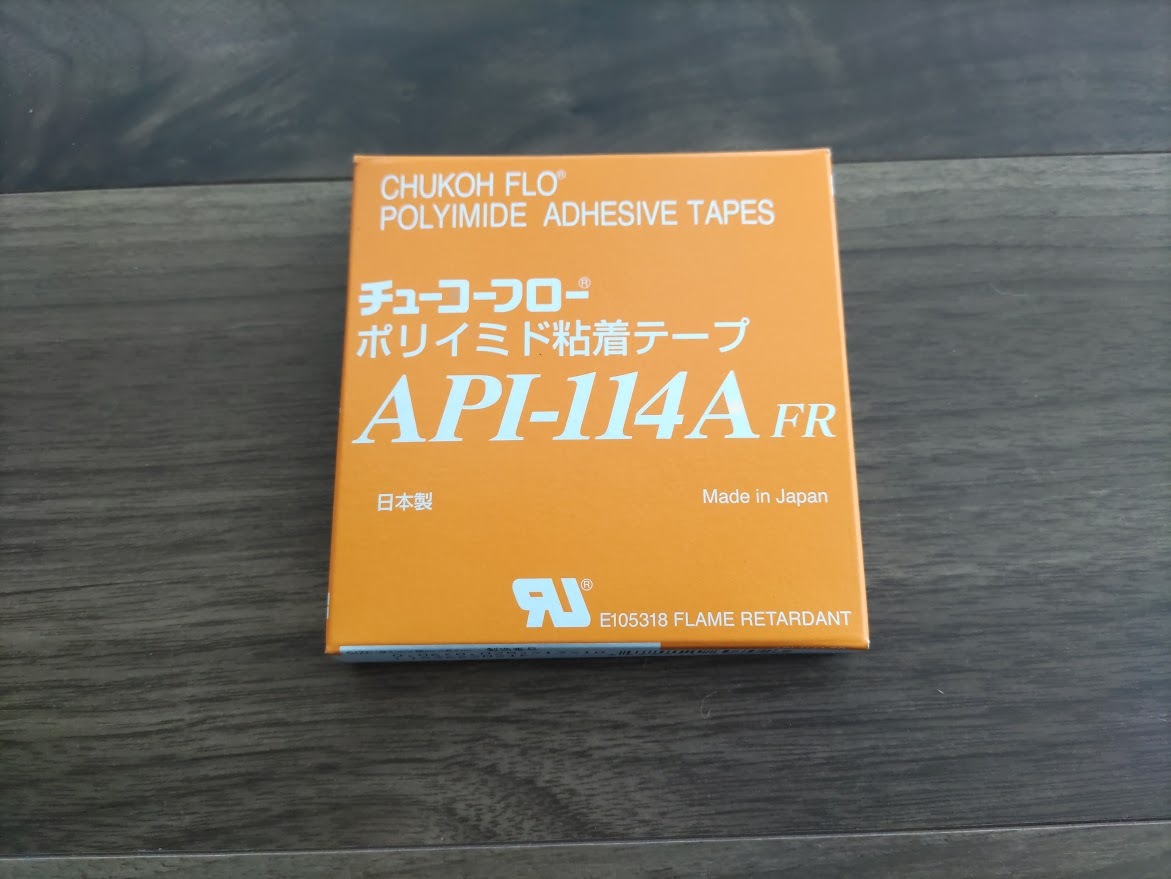 CHUKOH FLO®
POLYIMIDE ADHESIVE TAPES
チューコーフロー®
ポリイミド粘着テープ
API-114A FR
日本製 Made in Japan
RU® E105318 FLAME RETARDANT